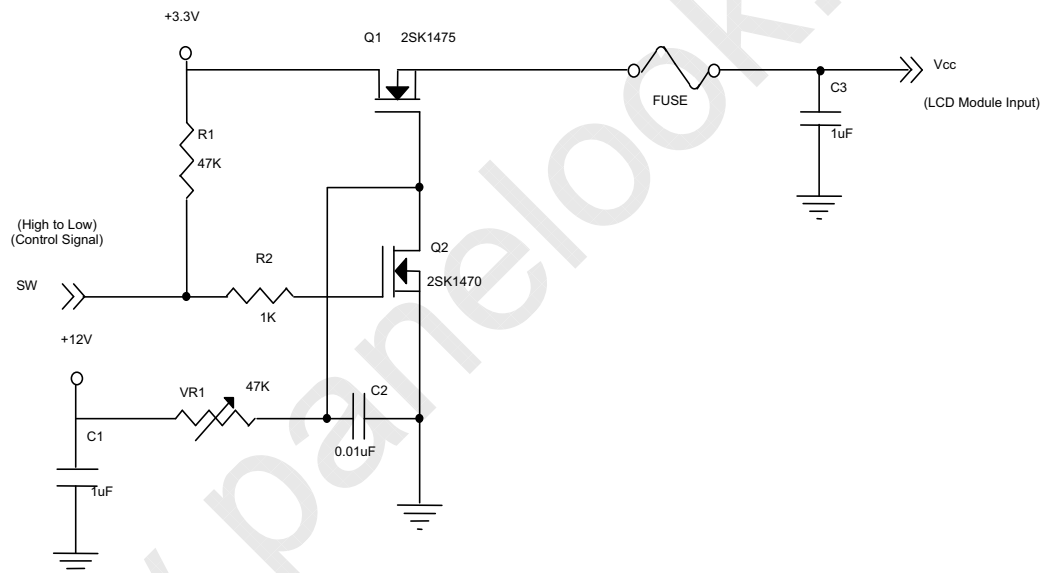 +3.3V
Q1 2SK1475
Vcc
FUSE
C3
(LCD Module Input)
R1
1uF
47K
(High to Low)
(Control Signal)
Q2
R2
2SK1470
SW
1K
+12V
VR1
47K
C2
C1
0.01uF
1uF
panelook.